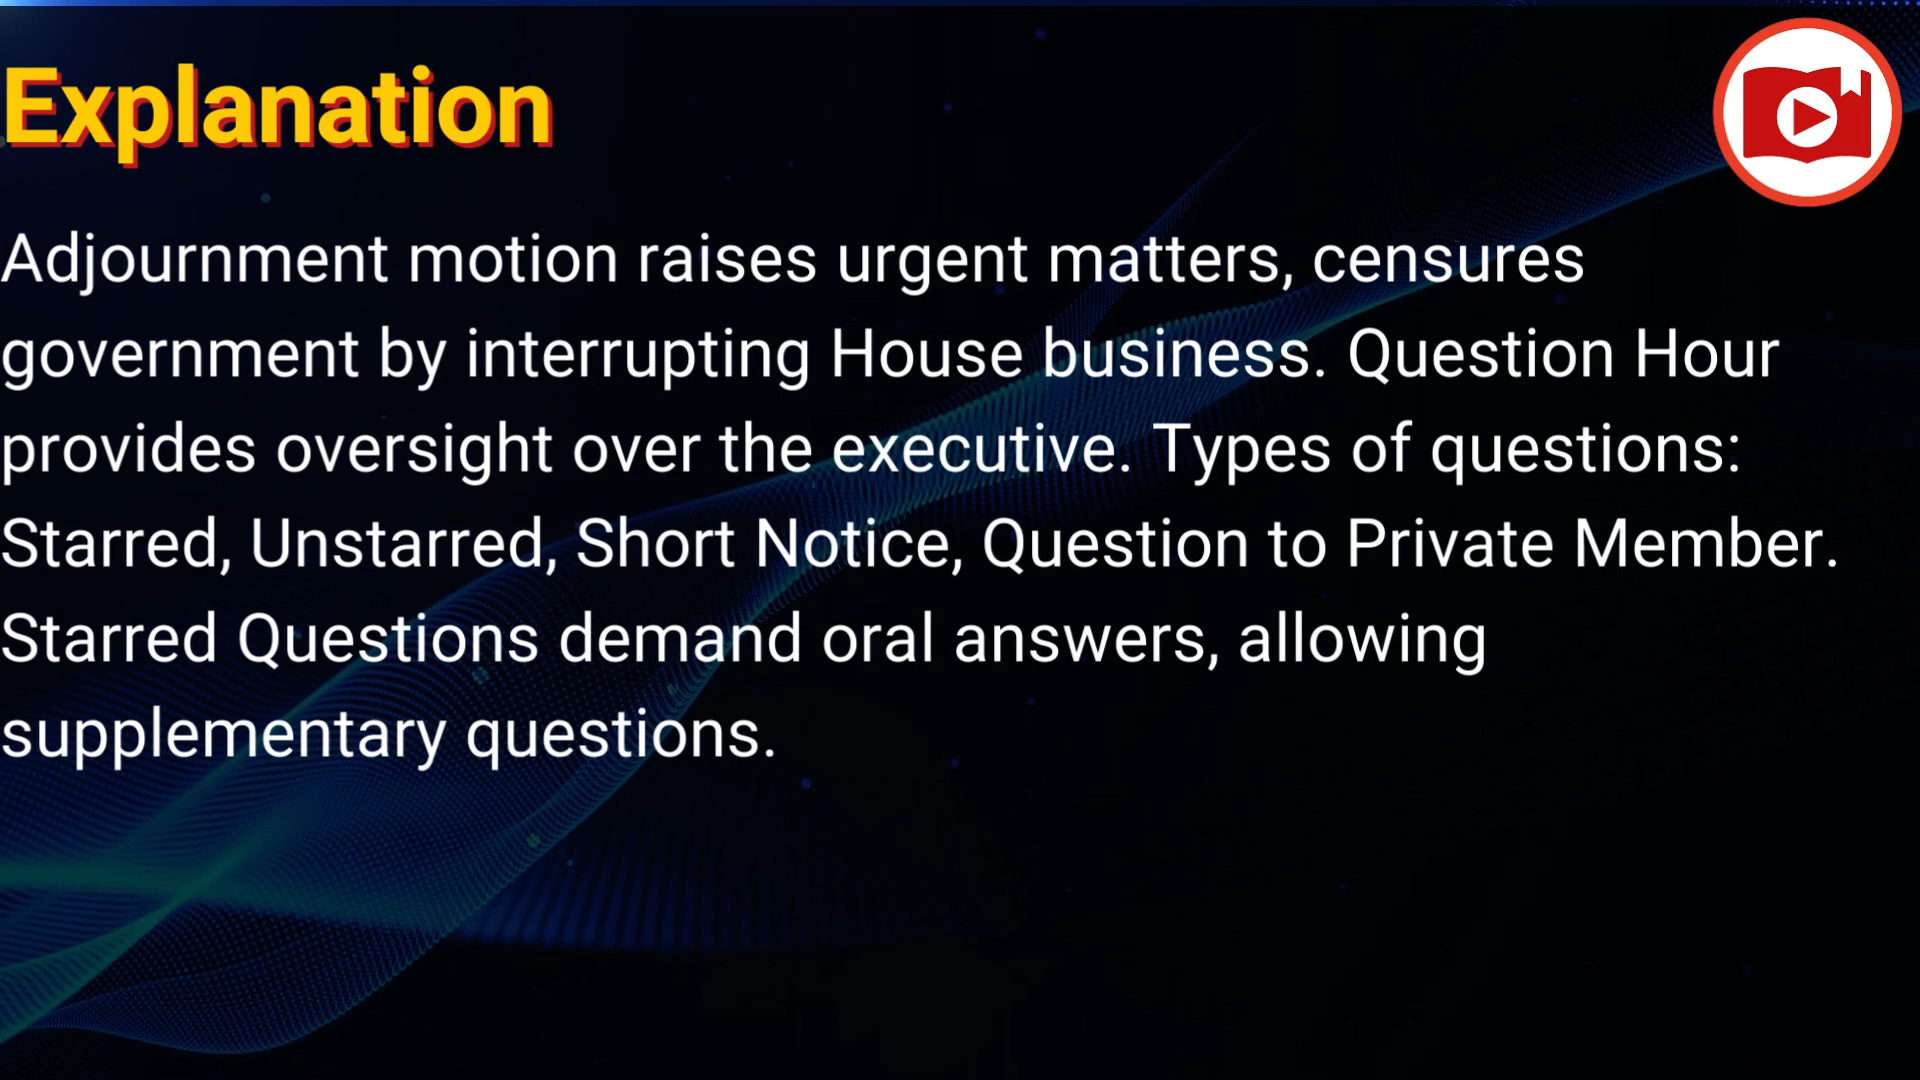 Explanation
Adjournment motion raises urgent matters, censures
government by interrupting House business. Question Hour
provides oversight over the executive. Types of questions:
Starred, Unstarred, Short Notice, Question to Private Member.
Starred Questions demand oral answers, allowing
supplementary questions.